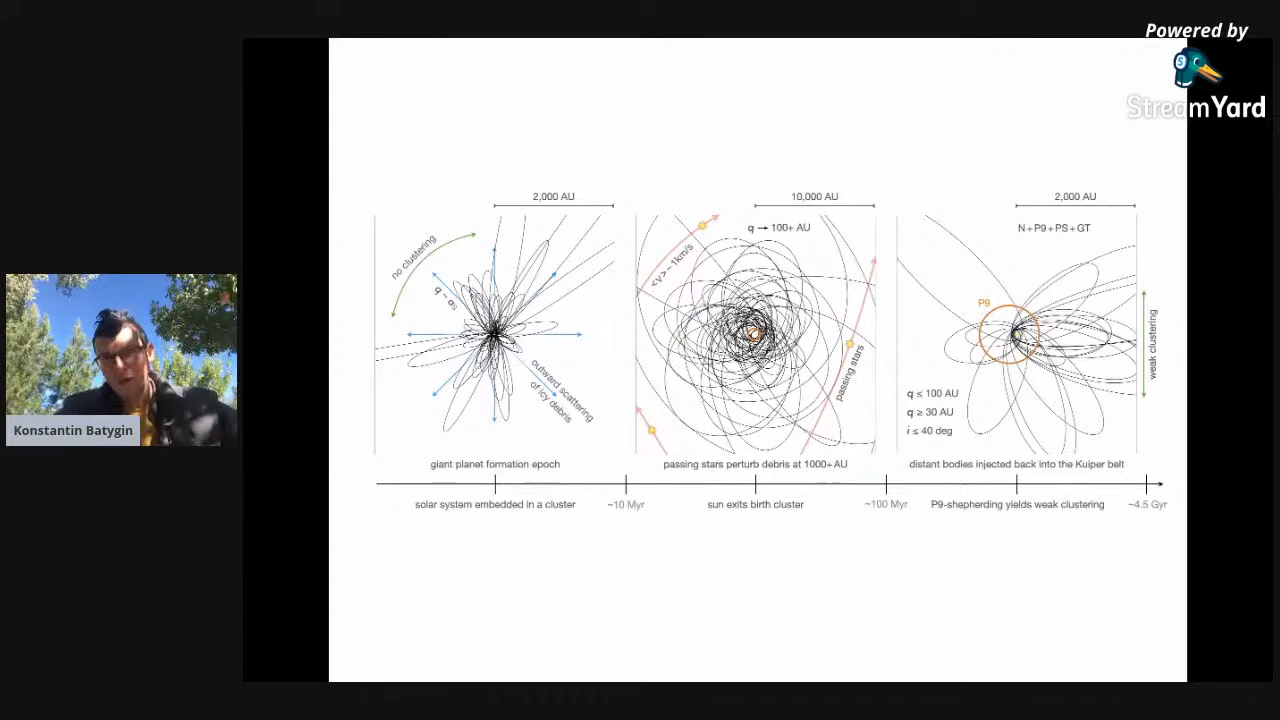 Powered by
StreamYard
2,000 AU
10,000 AU
2,000 AU
no clustering
q ~ a₅
outward scattering
of icy debris
q → 100+ AU
<v> ~1km/s
passing stars
N+P9+PS+GT
P9
weak clustering
q ≤ 100 AU
q ≥ 30 AU
i ≤ 40 deg
Konstantin Batygin
giant planet formation epoch
passing stars perturb debris at 1000+AU
distant bodies injected back into the Kuiper belt
solar system embedded in a cluster
~10 Myr
sun exits birth cluster
~100 Myr
P9-shepherding yields weak clustering
~4.5 Gyr